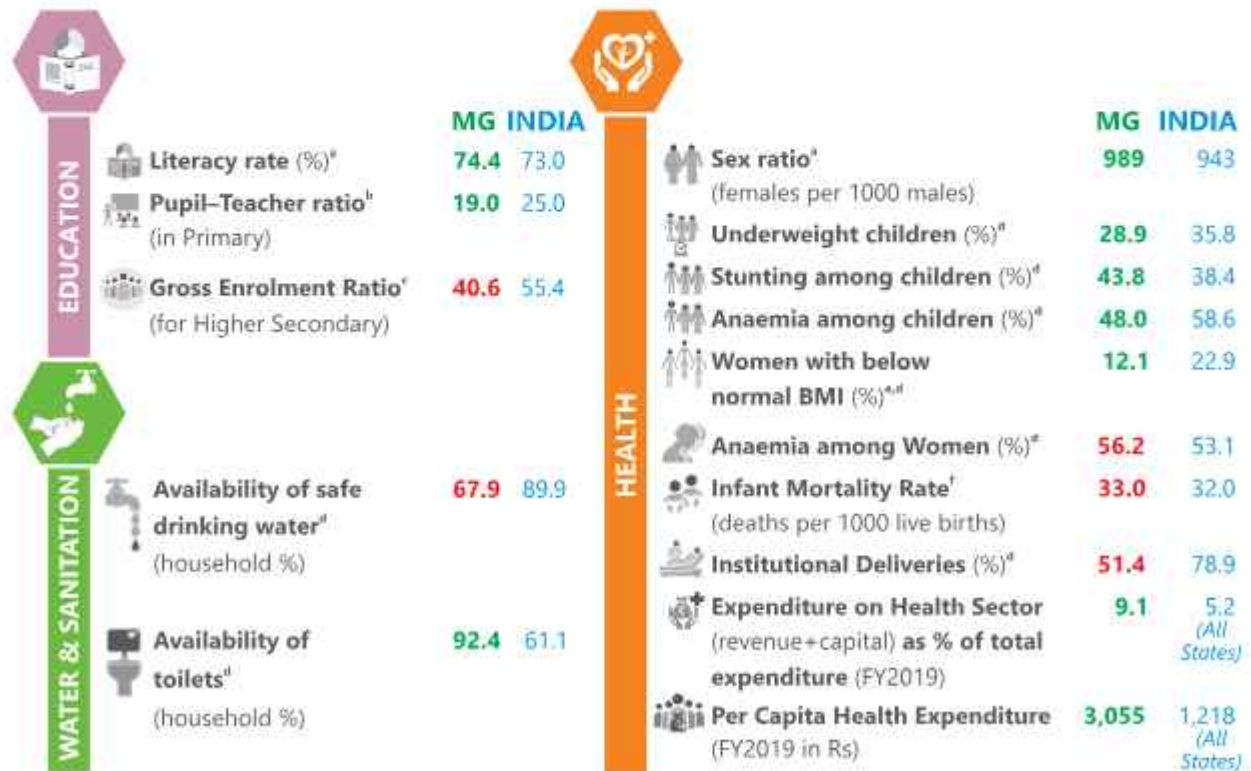 MG INDIA
EDUCATION
Literacy rate (%)ᵃ 74.4 73.0
Pupil–Teacher ratioᵇ 19.0 25.0
(in Primary)
Gross Enrolment Ratioᶜ 40.6 55.4
(for Higher Secondary)
WATER & SANITATION
Availability of safe 67.9 89.9
drinking waterᵈ
(household %)
Availability of 92.4 61.1
toiletsᵈ
(household %)
MG INDIA
HEALTH
Sex ratioᵃ 989 943
(females per 1000 males)
Underweight children (%)ᵈ 28.9 35.8
Stunting among children (%)ᵈ 43.8 38.4
Anaemia among children (%)ᵈ 48.0 58.6
Women with below 12.1 22.9
normal BMI (%)ᵉ,ᵈ
Anaemia among Women (%)ᵈ 56.2 53.1
Infant Mortality Rateᶠ 33.0 32.0
(deaths per 1000 live births)
Institutional Deliveries (%)ᵈ 51.4 78.9
Expenditure on Health Sector 9.1 5.2
(revenue+capital) as % of total (All
expenditure (FY2019) States)
Per Capita Health Expenditure 3,055 1,218
(FY2019 in Rs) (All
States)